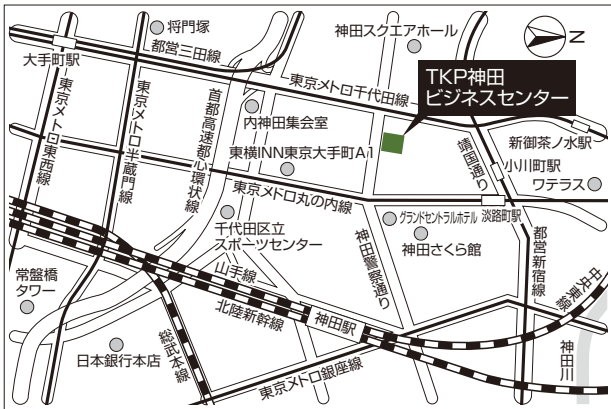 将門塚
神田スクエアホール
N
都営三田線
大手町駅
東京メトロ千代田線
TKP神田
ビジネスセンター
東京メトロ東西線
東京メトロ半蔵門線
首都高速都心環状線
内神田集会室
新御茶ノ水駅
靖国通り
小川町駅
東横INN東京大手町A1
ワテラス
東京メトロ丸の内線
グランドセントラルホテル
淡路町駅
千代田区立
スポーツセンター
神田さくら館
神田警察通り
都営新宿線
山手線
中央本線
常盤橋
タワー
北陸新幹線
神田駅
神田川
日本銀行本店
総武本線
東京メトロ銀座線